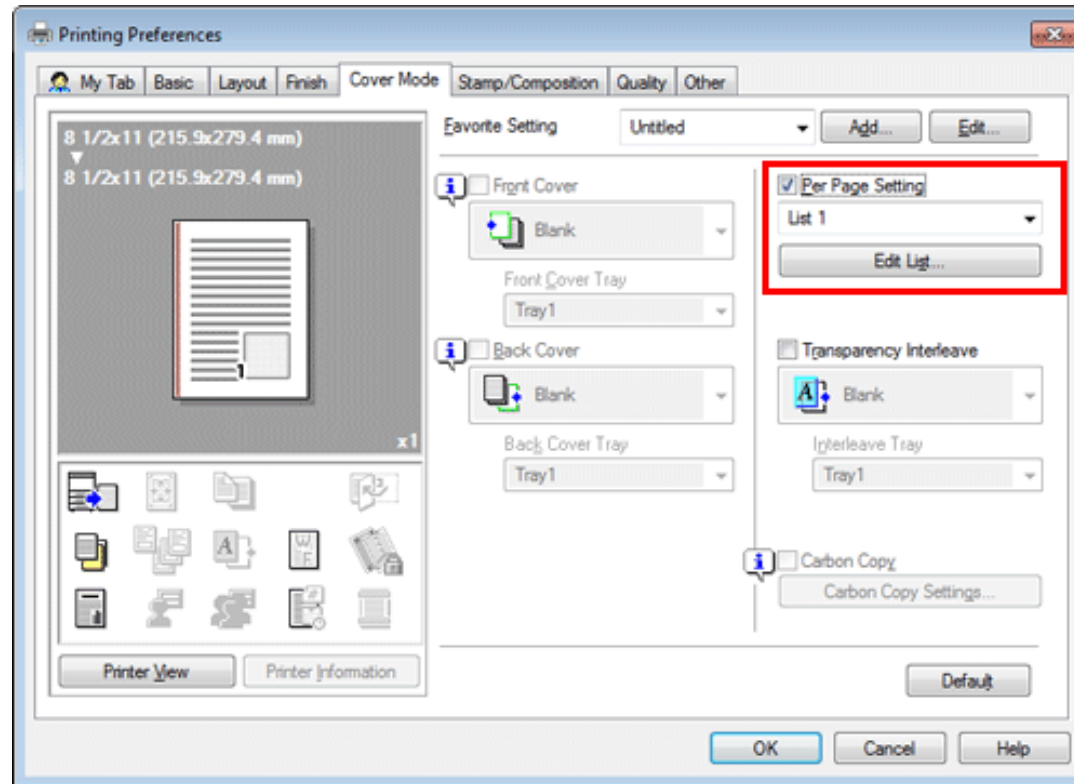 Printing Preferences
My Tab Basic Layout Finish Cover Mode Stamp/Composition Quality Other
8 1/2x11 (215.9x279.4 mm)
8 1/2x11 (215.9x279.4 mm)
1
x1
Printer View Printer Information
Favorite Setting Untitled Add... Edit...
Front Cover
Blank
Front Cover Tray
Tray1
Back Cover
Blank
Back Cover Tray
Tray1
Per Page Setting
List 1
Edit List...
Transparency Interleave
Blank
Interleave Tray
Tray1
Carbon Copy
Carbon Copy Settings...
Default
OK Cancel Help